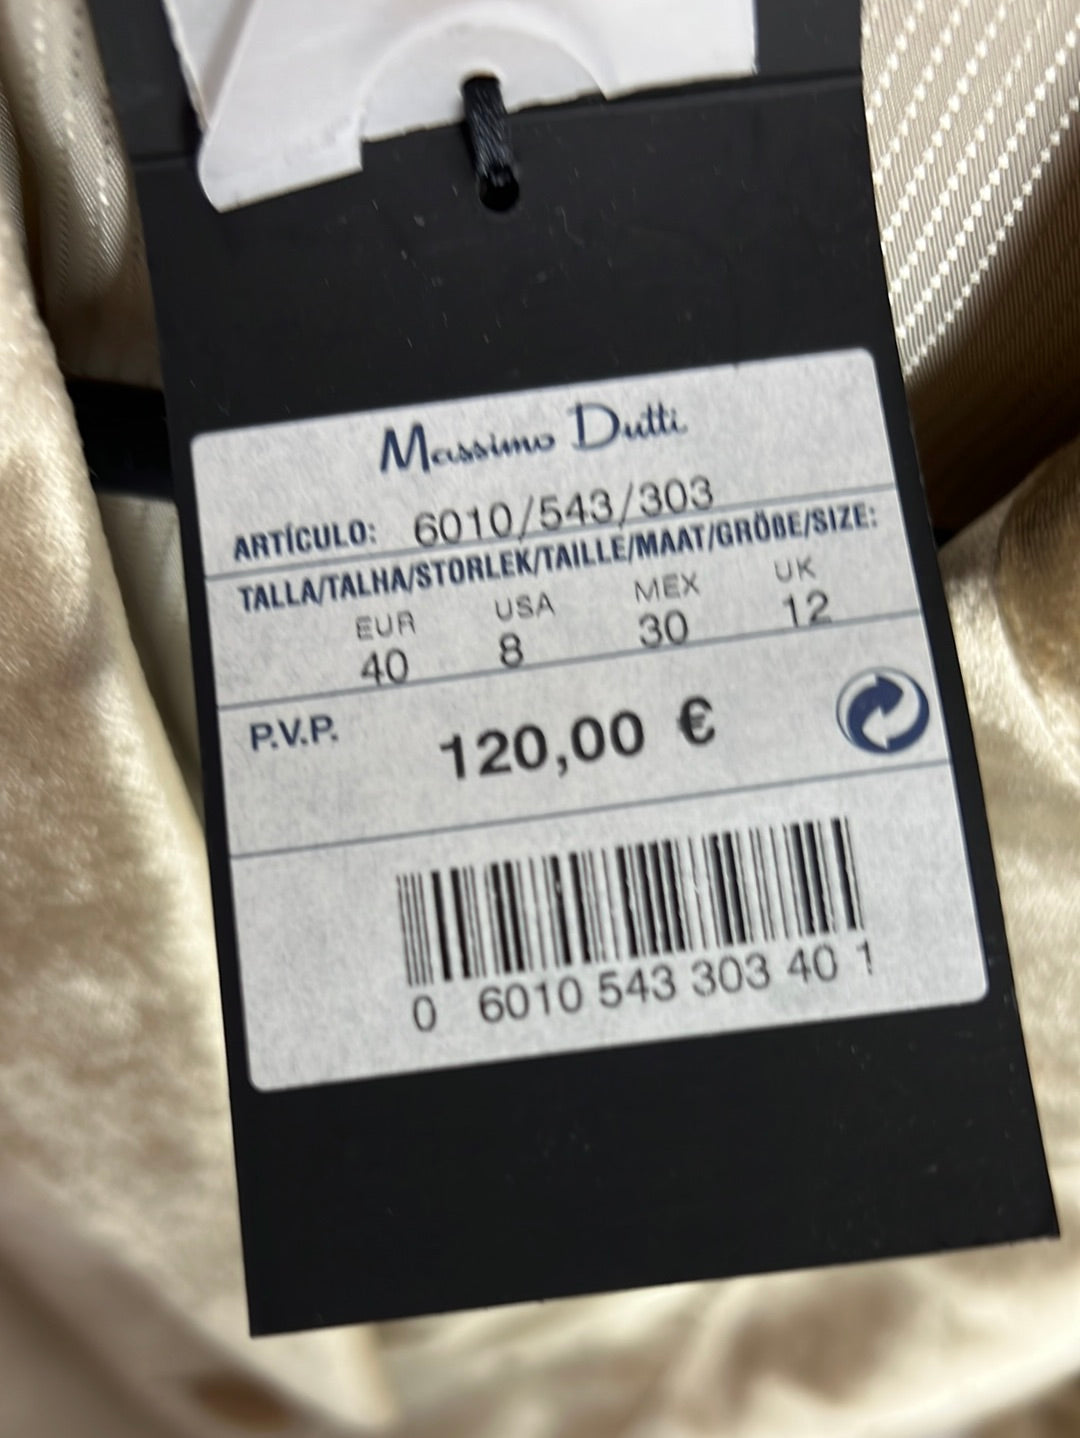 Massimo Dutti
ARTÍCULO: 6010/543/303
TALLA/TALHA/STORLEK/TAILLE/MAAT/GRÖßE/SIZE:
EUR USA MEX UK
40 8 30 12
P.V.P. 120,00 €
0 6010 543 303 40 1